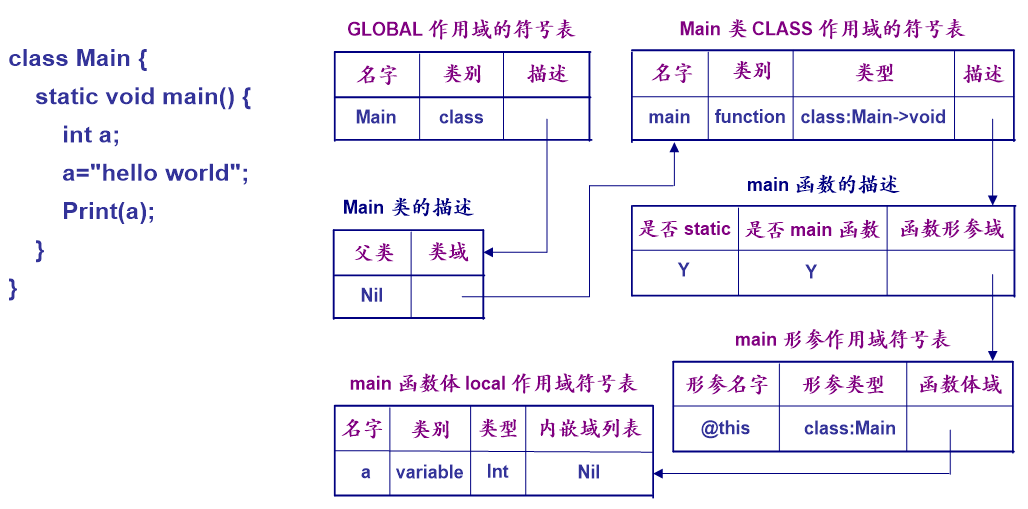 class Main {
static void main() {
int a;
a="hello world";
Print(a);
}
}
GLOBAL 作用域的符号表
名字 类别 描述
Main class
Main 类 CLASS 作用域的符号表
名字 类别 类型 描述
main function class:Main->void
Main 类的描述
父类 类域
Nil
main 函数的描述
是否 static 是否 main 函数 函数形参域
Y Y
main 形参作用域符号表
形参名字 形参类型 函数体域
@this class:Main
main 函数体 local 作用域符号表
名字 类别 类型 内嵌域列表
a variable Int Nil